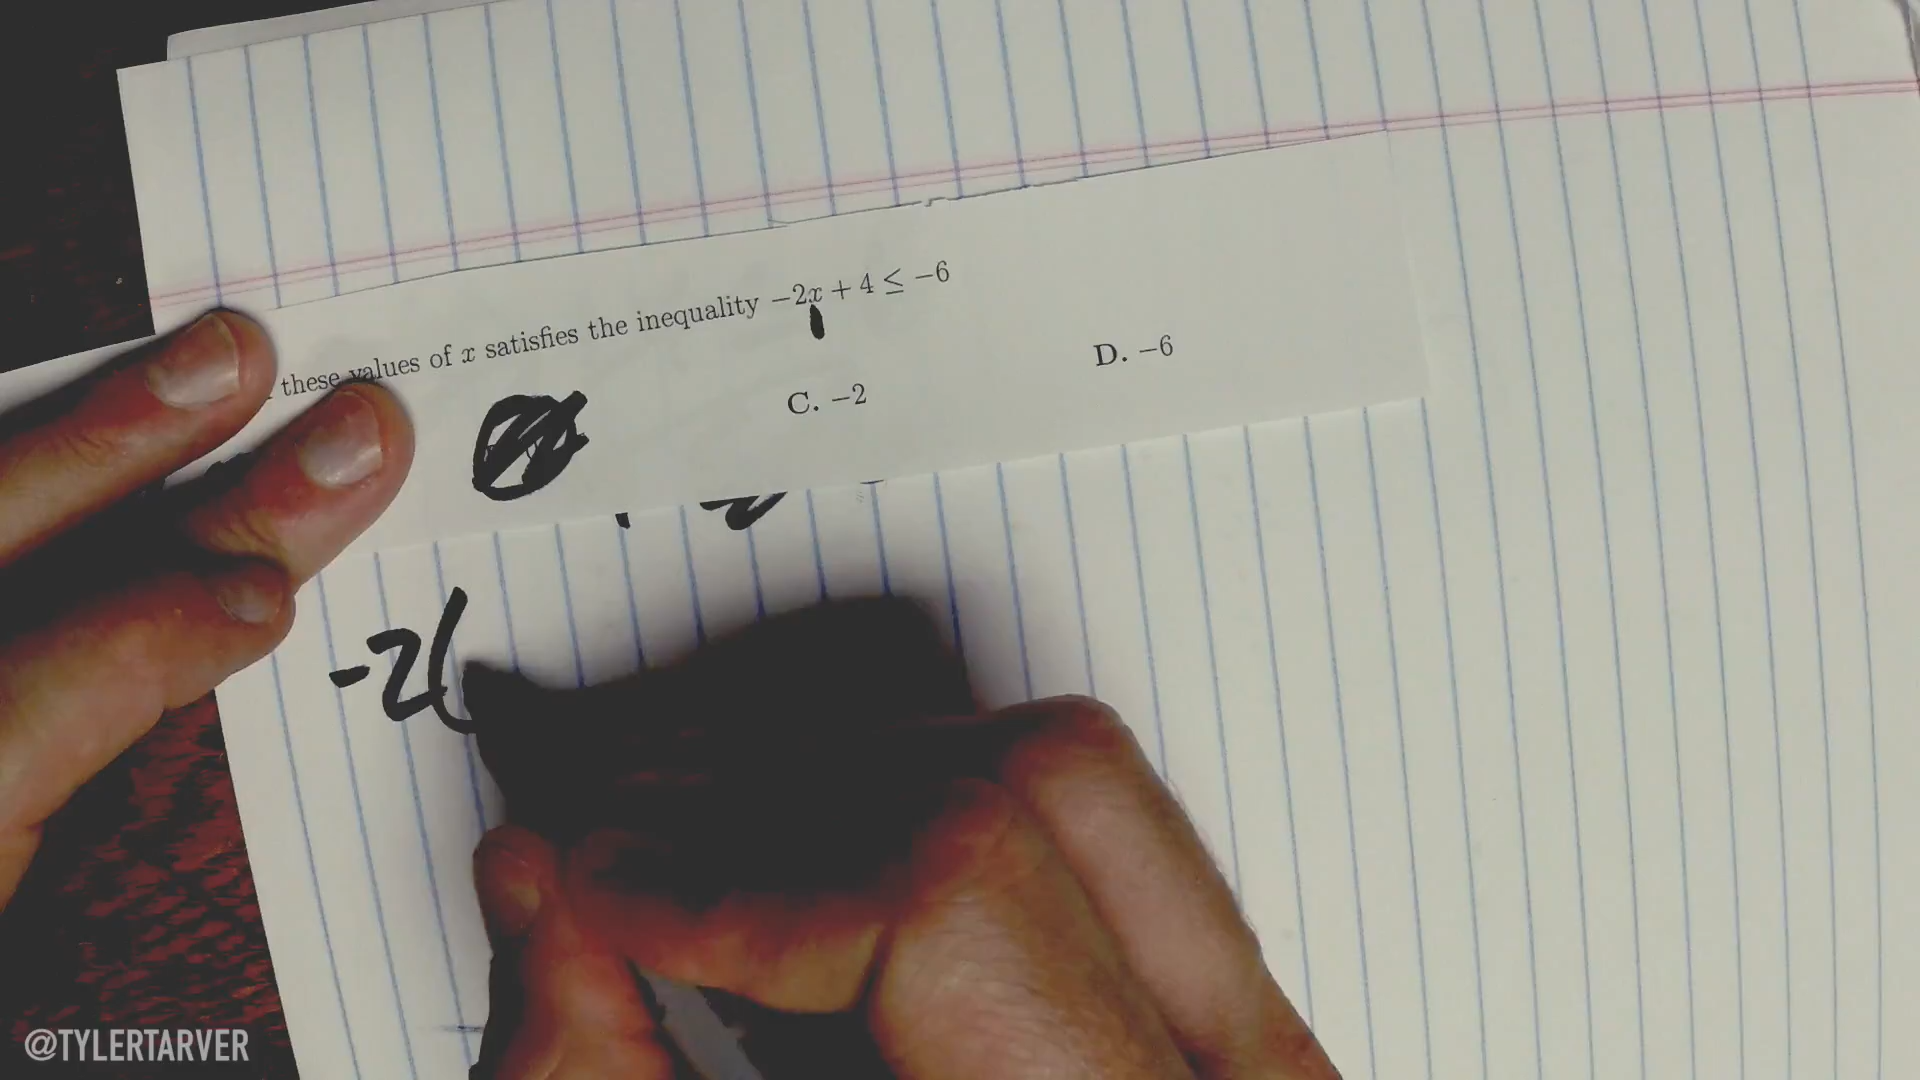 these values of x satisfies the inequality −2x + 4 ≤ −6
C. −2
D. −6
-2(
@TYLERTARVER